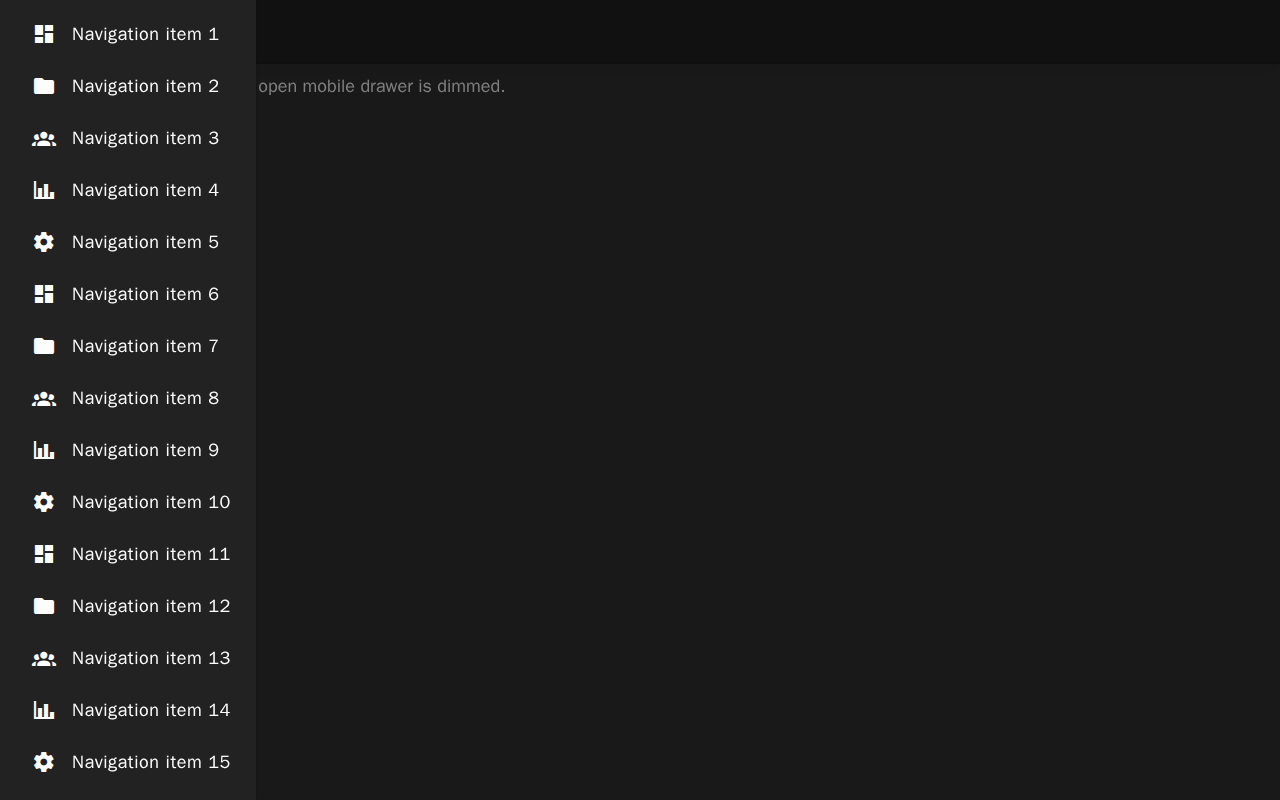 Navigation item 1
Navigation item 2
open mobile drawer is dimmed.
Navigation item 3
Navigation item 4
Navigation item 5
Navigation item 6
Navigation item 7
Navigation item 8
Navigation item 9
Navigation item 10
Navigation item 11
Navigation item 12
Navigation item 13
Navigation item 14
Navigation item 15